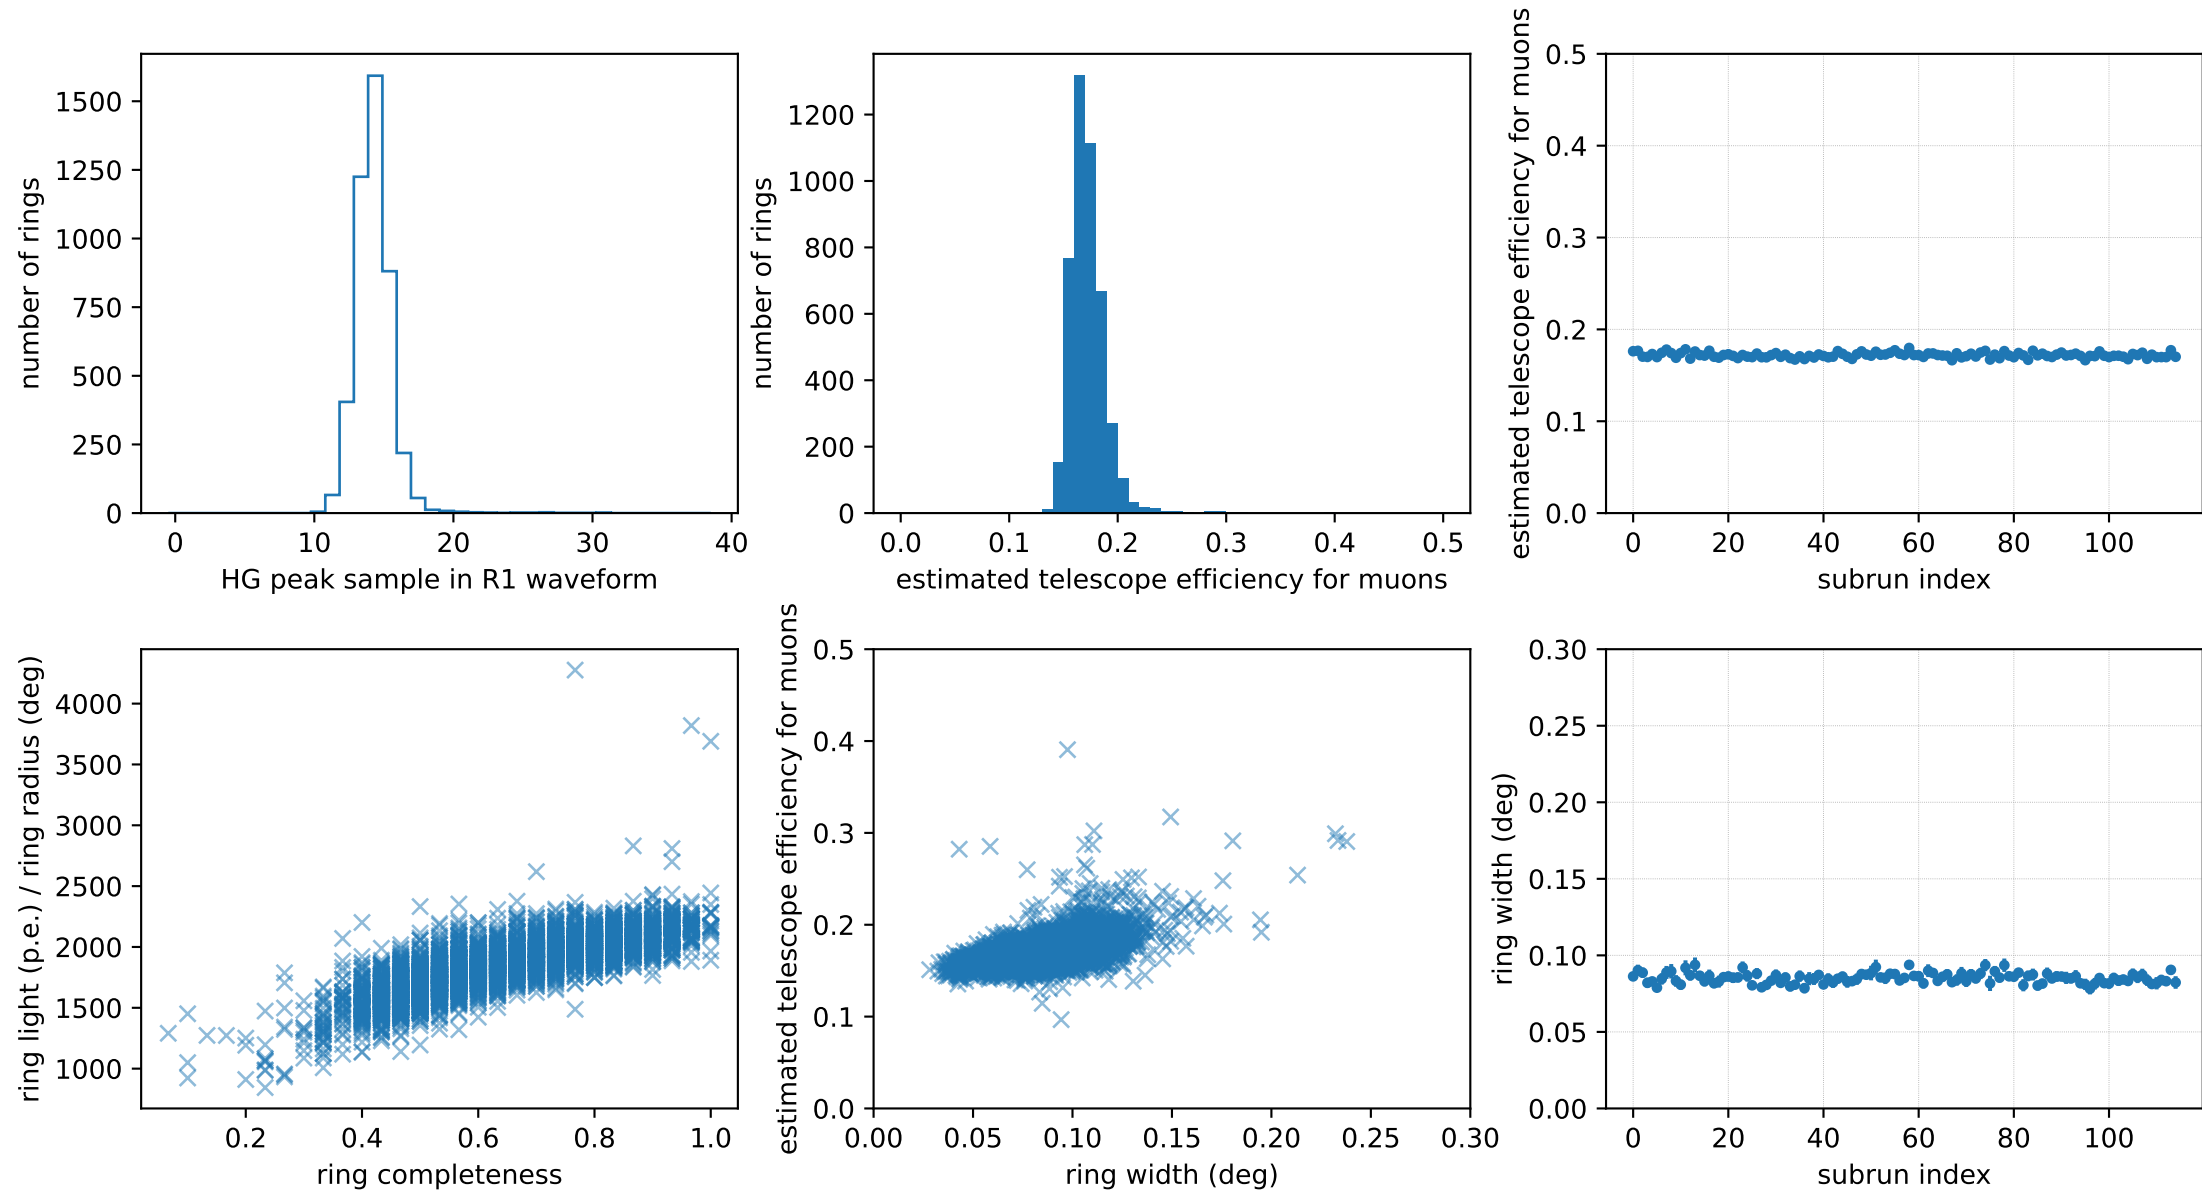 number of rings
1500
1250
1000
750
500
250
0
0 10 20 30 40
HG peak sample in R1 waveform
number of rings
1200
1000
800
600
400
200
0
0.0 0.1 0.2 0.3 0.4 0.5
estimated telescope efficiency for muons
estimated telescope efficiency for muons
0.5
0.4
0.3
0.2
0.1
0.0
0 20 40 60 80 100
subrun index
ring light (p.e.) / ring radius (deg)
4000
3500
3000
2500
2000
1500
1000
0.2 0.4 0.6 0.8 1.0
ring completeness
estimated telescope efficiency for muons
0.5
0.4
0.3
0.2
0.1
0.0
0.00 0.05 0.10 0.15 0.20 0.25 0.30
ring width (deg)
ring width (deg)
0.30
0.25
0.20
0.15
0.10
0.05
0.00
0 20 40 60 80 100
subrun index